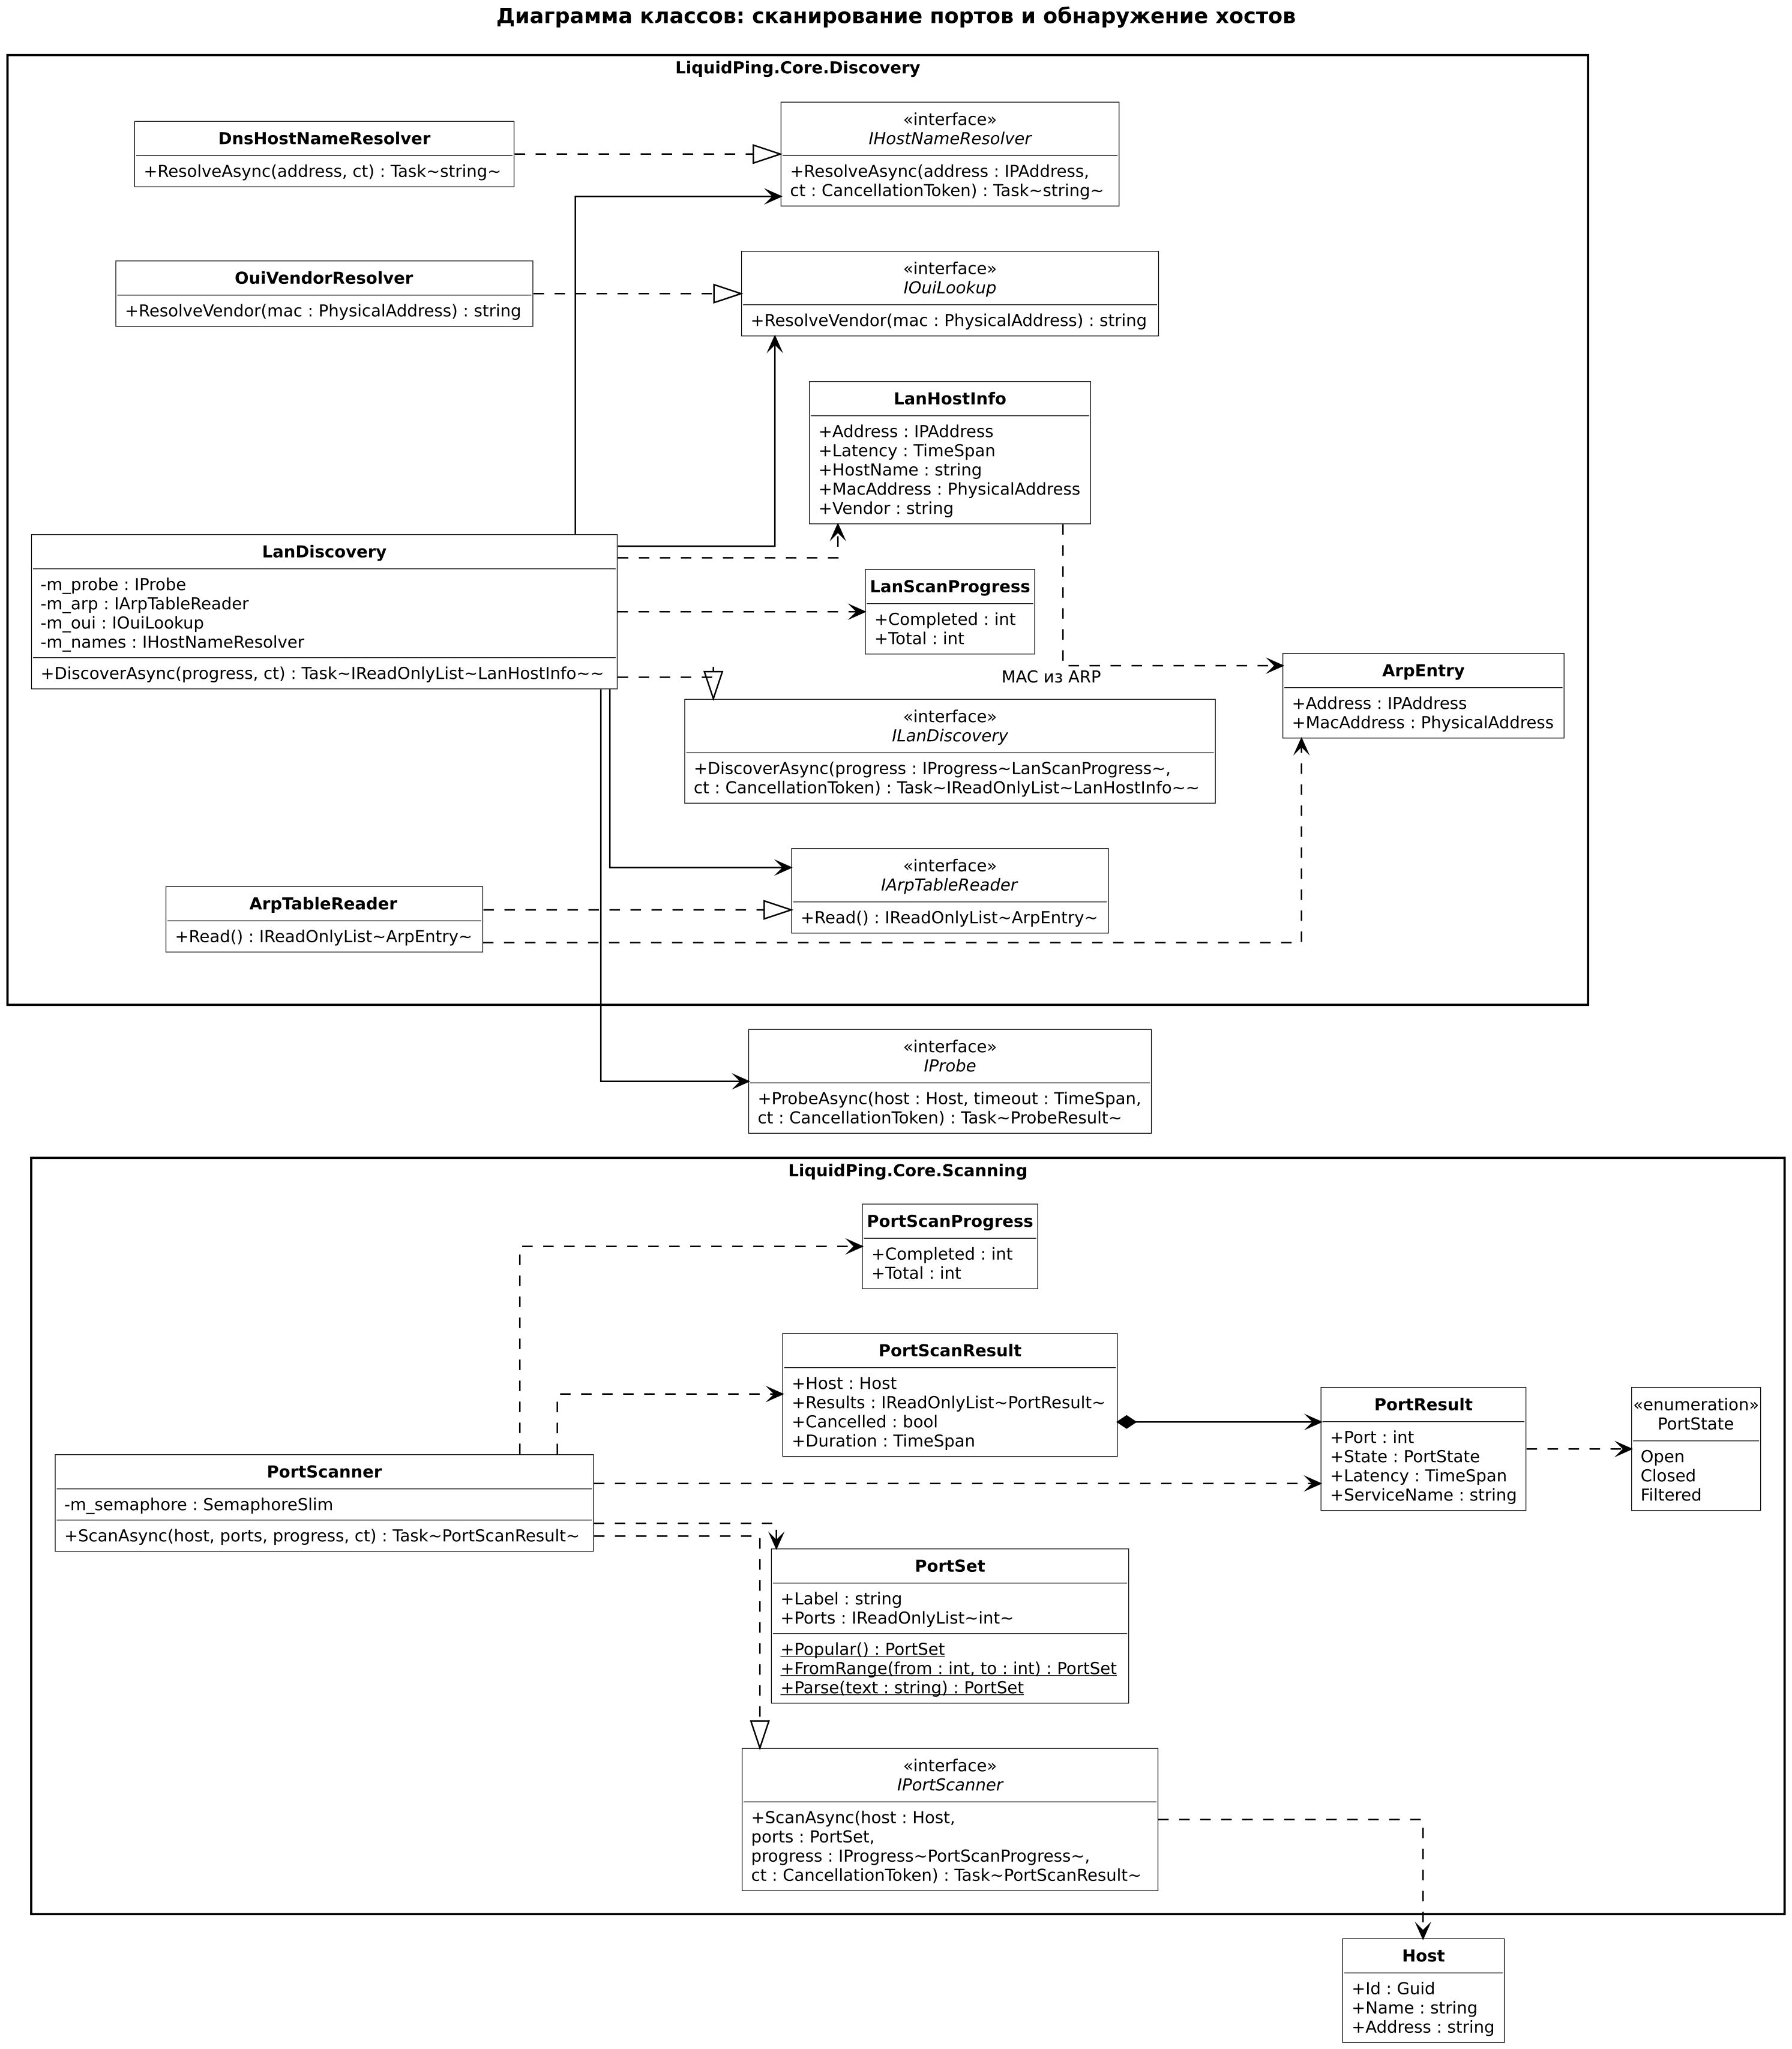 Диаграмма классов: сканирование портов и обнаружение хостов
LiquidPing.Core.Discovery
DnsHostNameResolver
+ResolveAsync(address, ct) : Task~string~
«interface»
IHostNameResolver
+ResolveAsync(address : IPAddress,
ct : CancellationToken) : Task~string~
OuiVendorResolver
+ResolveVendor(mac : PhysicalAddress) : string
«interface»
IOuiLookup
+ResolveVendor(mac : PhysicalAddress) : string
LanHostInfo
+Address : IPAddress
+Latency : TimeSpan
+HostName : string
+MacAddress : PhysicalAddress
+Vendor : string
LanDiscovery
-m_probe : IProbe
-m_arp : IArpTableReader
-m_oui : IOuiLookup
-m_names : IHostNameResolver
+DiscoverAsync(progress, ct) : Task~IReadOnlyList~LanHostInfo~~
LanScanProgress
+Completed : int
+Total : int
MAC из ARP
ArpEntry
+Address : IPAddress
+MacAddress : PhysicalAddress
«interface»
ILanDiscovery
+DiscoverAsync(progress : IProgress~LanScanProgress~,
ct : CancellationToken) : Task~IReadOnlyList~LanHostInfo~~
ArpTableReader
+Read() : IReadOnlyList~ArpEntry~
«interface»
IArpTableReader
+Read() : IReadOnlyList~ArpEntry~
«interface»
IProbe
+ProbeAsync(host : Host, timeout : TimeSpan,
ct : CancellationToken) : Task~ProbeResult~
LiquidPing.Core.Scanning
PortScanProgress
+Completed : int
+Total : int
PortScanResult
+Host : Host
+Results : IReadOnlyList~PortResult~
+Cancelled : bool
+Duration : TimeSpan
PortResult
+Port : int
+State : PortState
+Latency : TimeSpan
+ServiceName : string
«enumeration»
PortState
Open
Closed
Filtered
PortScanner
-m_semaphore : SemaphoreSlim
+ScanAsync(host, ports, progress, ct) : Task~PortScanResult~
PortSet
+Label : string
+Ports : IReadOnlyList~int~
+Popular() : PortSet
+FromRange(from : int, to : int) : PortSet
+Parse(text : string) : PortSet
«interface»
IPortScanner
+ScanAsync(host : Host,
ports : PortSet,
progress : IProgress~PortScanProgress~,
ct : CancellationToken) : Task~PortScanResult~
Host
+Id : Guid
+Name : string
+Address : string